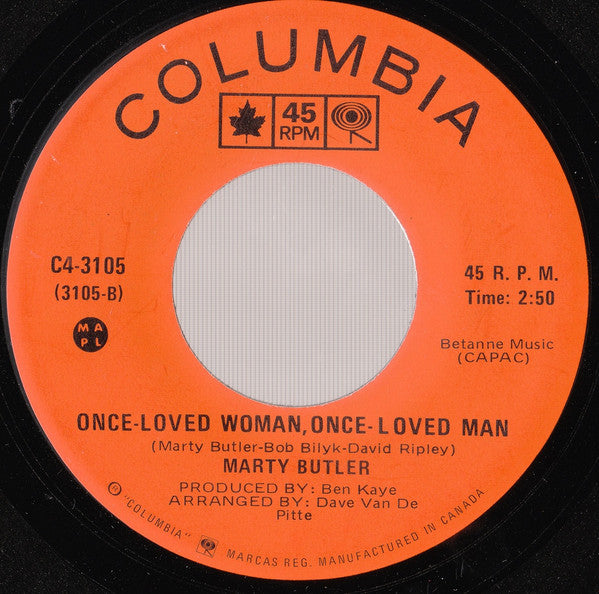 COLUMBIA
45
RPM
C4-3105
(3105-B)
45 R. P. M.
Time: 2:50
MA
PL
Betanne Music
(CAPAC)
ONCE-LOVED WOMAN, ONCE-LOVED MAN
(Marty Butler-Bob Bilyk-David Ripley)
MARTY BUTLER
PRODUCED BY: Ben Kaye
ARRANGED BY: Dave Van De
Pitte
® "COLUMBIA" MARCAS REG. MANUFACTURED IN CANADA